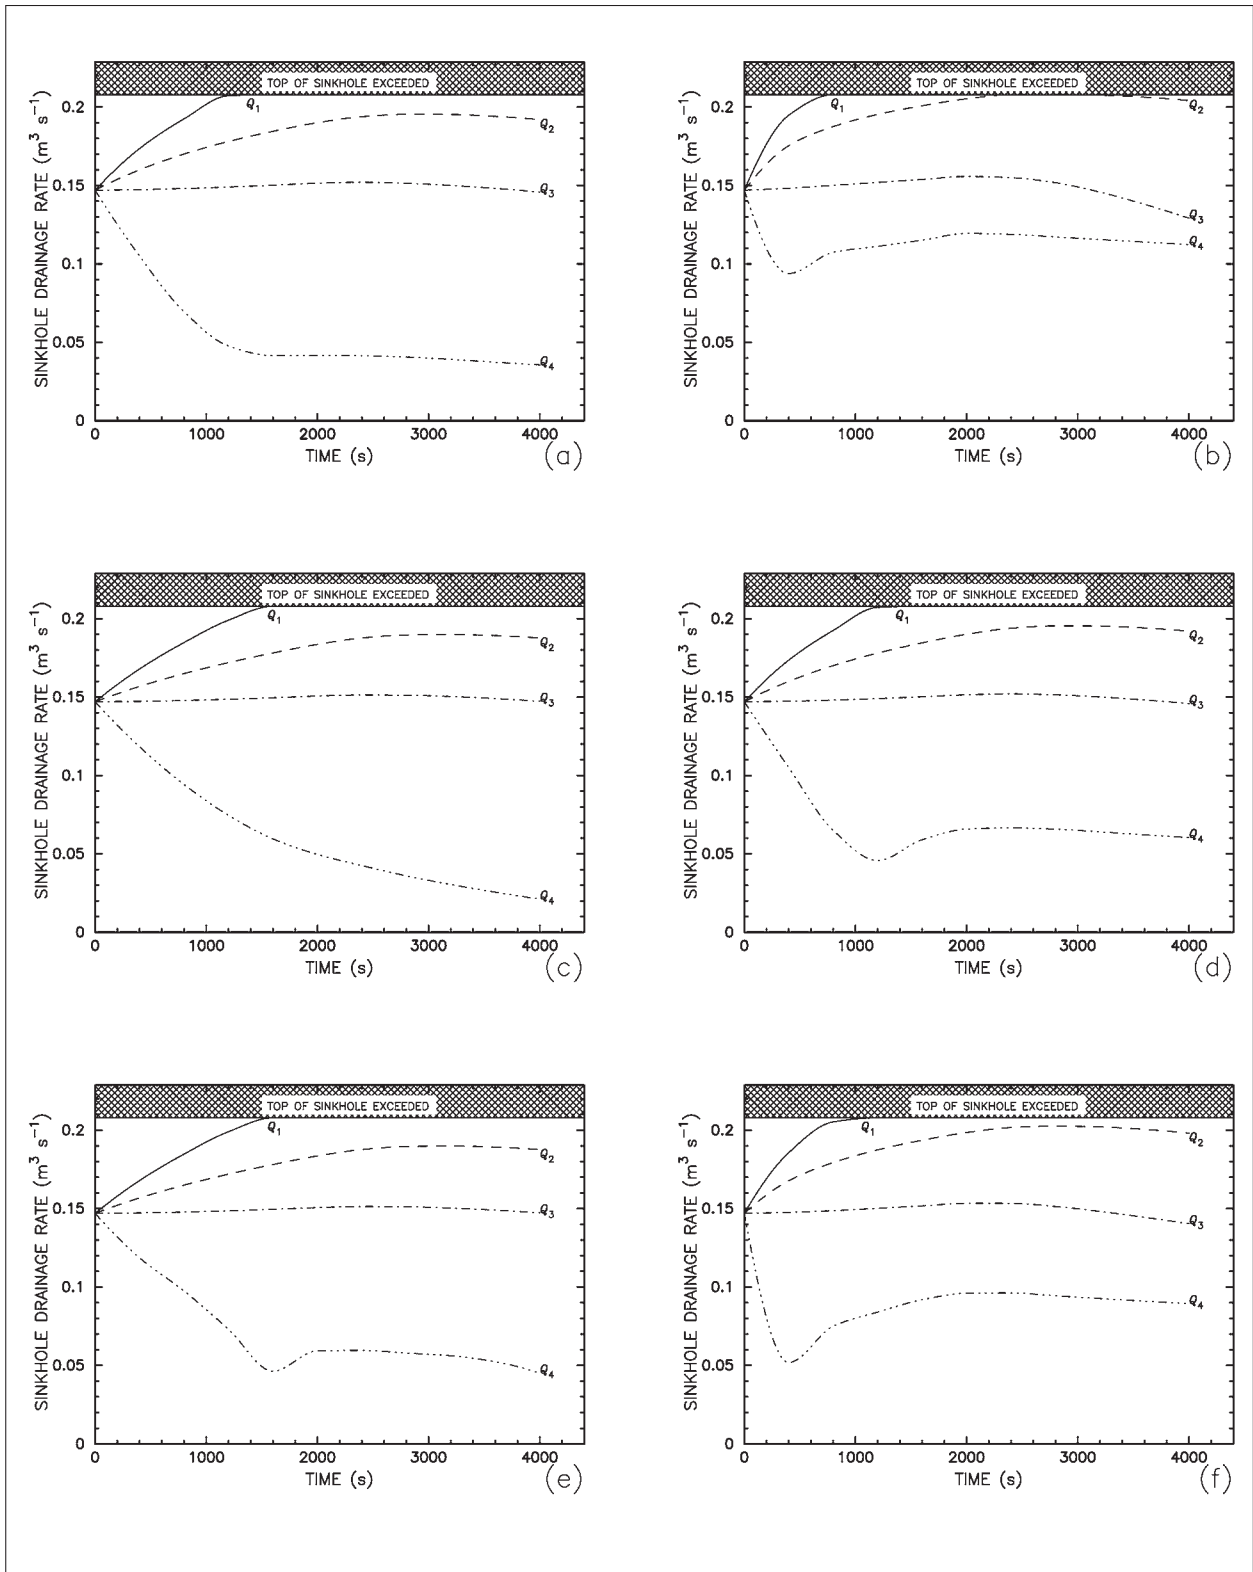 TOP OF SINKHOLE EXCEEDED
Q1
Q2
Q3
Q4
SINKHOLE DRAINAGE RATE (m³ s⁻¹)
0.2
0.15
0.1
0.05
0
0 1000 2000 3000 4000
TIME (s)
(a)
TOP OF SINKHOLE EXCEEDED
Q1
Q2
Q3
Q4
SINKHOLE DRAINAGE RATE (m³ s⁻¹)
0.2
0.15
0.1
0.05
0
0 1000 2000 3000 4000
TIME (s)
(b)
TOP OF SINKHOLE EXCEEDED
Q1
Q2
Q3
Q4
SINKHOLE DRAINAGE RATE (m³ s⁻¹)
0.2
0.15
0.1
0.05
0
0 1000 2000 3000 4000
TIME (s)
(c)
TOP OF SINKHOLE EXCEEDED
Q1
Q2
Q3
Q4
SINKHOLE DRAINAGE RATE (m³ s⁻¹)
0.2
0.15
0.1
0.05
0
0 1000 2000 3000 4000
TIME (s)
(d)
TOP OF SINKHOLE EXCEEDED
Q1
Q2
Q3
Q4
SINKHOLE DRAINAGE RATE (m³ s⁻¹)
0.2
0.15
0.1
0.05
0
0 1000 2000 3000 4000
TIME (s)
(e)
TOP OF SINKHOLE EXCEEDED
Q1
Q2
Q3
Q4
SINKHOLE DRAINAGE RATE (m³ s⁻¹)
0.2
0.15
0.1
0.05
0
0 1000 2000 3000 4000
TIME (s)
(f)